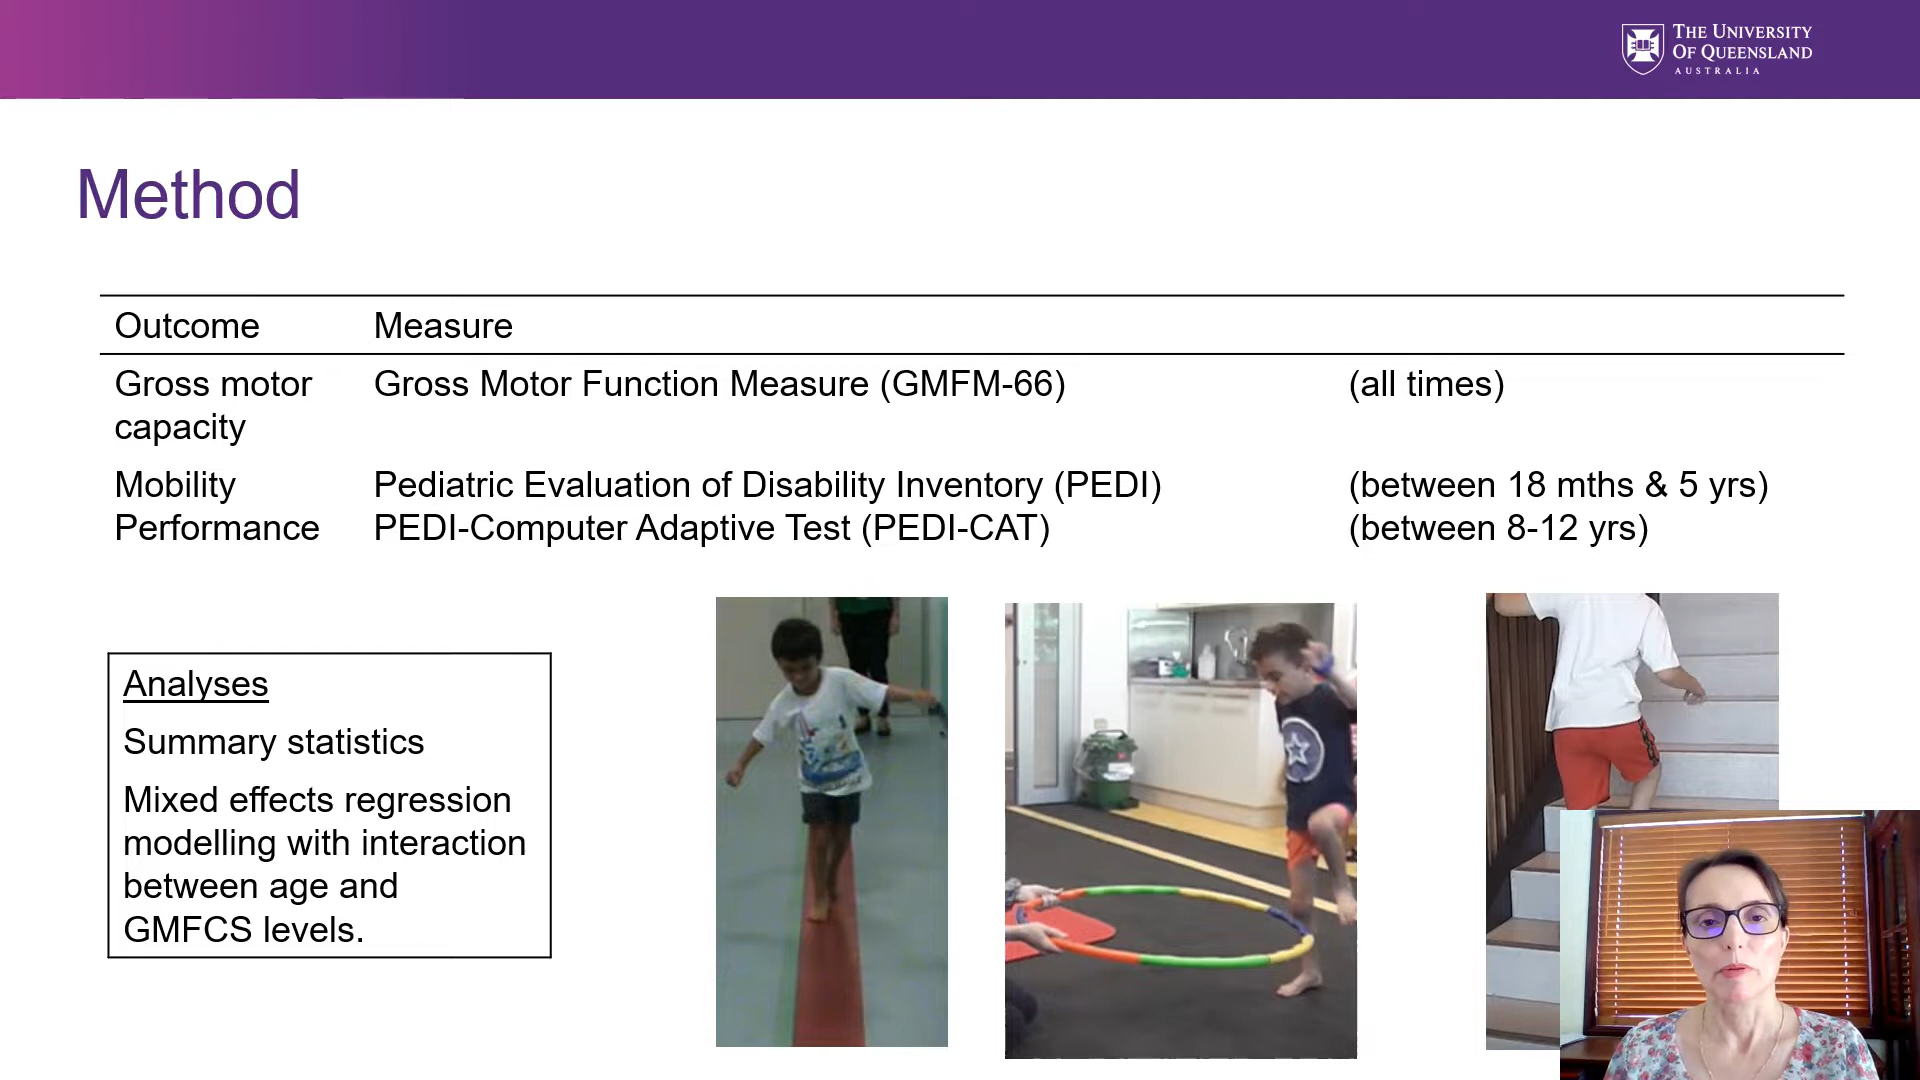 THE UNIVERSITY
OF QUEENSLAND
AUSTRALIA
Method
Outcome Measure
Gross motor capacity Gross Motor Function Measure (GMFM-66) (all times)
Mobility Pediatric Evaluation of Disability Inventory (PEDI) (between 18 mths & 5 yrs)
Performance PEDI-Computer Adaptive Test (PEDI-CAT) (between 8-12 yrs)
Analyses
Summary statistics
Mixed effects regression
modelling with interaction
between age and
GMFCS levels.